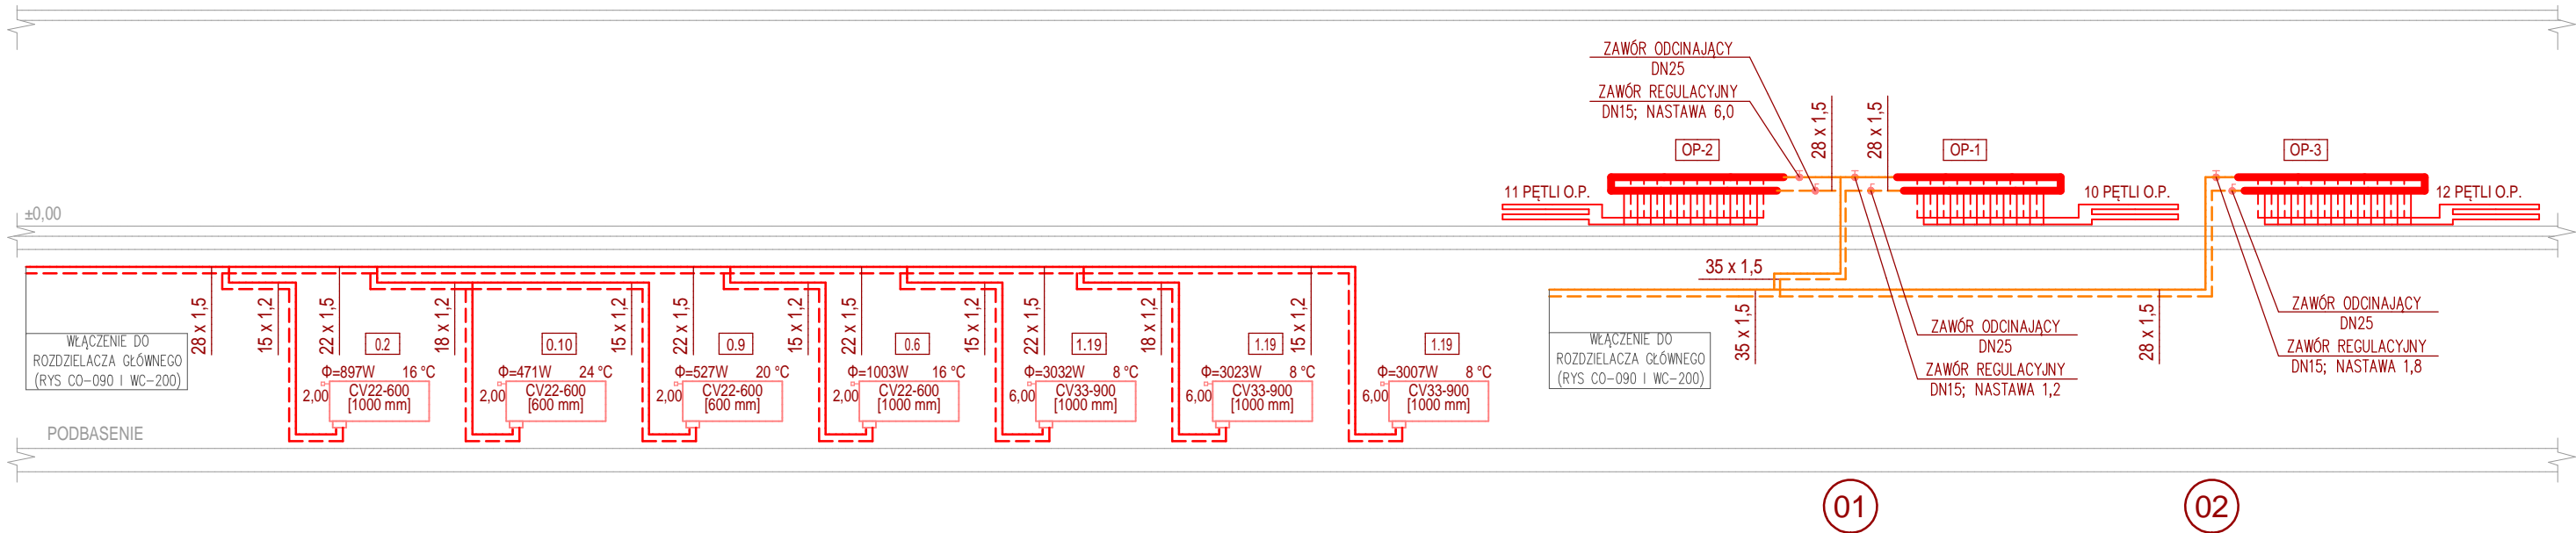 ZAWÓR ODCINAJĄCY
DN25
ZAWÓR REGULACYJNY
DN15; NASTAWA 6,0
28 x 1,5
28 x 1,5
OP-2
OP-1
OP-3
11 PĘTLI O.P.
10 PĘTLI O.P.
12 PĘTLI O.P.
±0,00
35 x 1,5
WŁĄCZENIE DO
ROZDZIELACZA GŁÓWNEGO
(RYS CO-090 I WC-200)
28 x 1,5
15 x 1,2
22 x 1,5
0.2
Φ=897W 16 °C
2,00
CV22-600
[1000 mm]
18 x 1,2
0.10
Φ=471W 24 °C
2,00
CV22-600
[600 mm]
15 x 1,2
22 x 1,5
0.9
Φ=527W 20 °C
2,00
CV22-600
[600 mm]
15 x 1,2
22 x 1,5
0.6
Φ=1003W 16 °C
2,00
CV22-600
[1000 mm]
15 x 1,2
22 x 1,5
1.19
Φ=3032W 8 °C
6,00
CV33-900
[1000 mm]
18 x 1,2
1.19
Φ=3023W 8 °C
6,00
CV33-900
[1000 mm]
15 x 1,2
1.19
Φ=3007W 8 °C
6,00
CV33-900
[1000 mm]
WŁĄCZENIE DO
ROZDZIELACZA GŁÓWNEGO
(RYS CO-090 I WC-200)
35 x 1,5
ZAWÓR ODCINAJĄCY
DN25
ZAWÓR REGULACYJNY
DN15; NASTAWA 1,2
28 x 1,5
ZAWÓR ODCINAJĄCY
DN25
ZAWÓR REGULACYJNY
DN15; NASTAWA 1,8
PODBASENIE
01
02